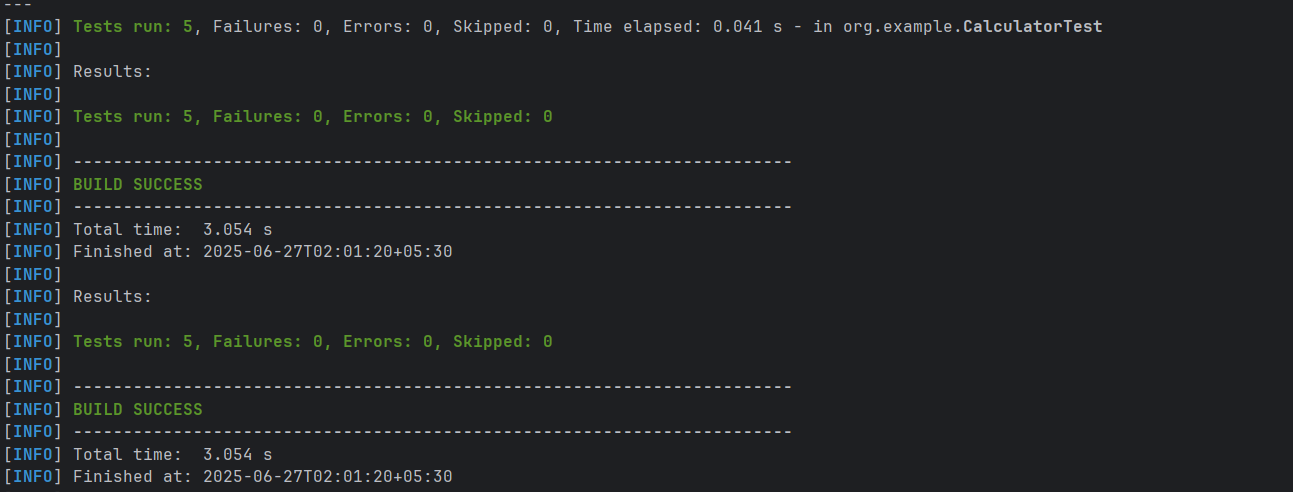 ---
[INFO] Tests run: 5, Failures: 0, Errors: 0, Skipped: 0, Time elapsed: 0.041 s - in org.example.CalculatorTest
[INFO]
[INFO] Results:
[INFO]
[INFO] Tests run: 5, Failures: 0, Errors: 0, Skipped: 0
[INFO]
[INFO] ------------------------------------------------------------------------
[INFO] BUILD SUCCESS
[INFO] ------------------------------------------------------------------------
[INFO] Total time:  3.054 s
[INFO] Finished at: 2025-06-27T02:01:20+05:30
[INFO]
[INFO] Results:
[INFO]
[INFO] Tests run: 5, Failures: 0, Errors: 0, Skipped: 0
[INFO]
[INFO] ------------------------------------------------------------------------
[INFO] BUILD SUCCESS
[INFO] ------------------------------------------------------------------------
[INFO] Total time:  3.054 s
[INFO] Finished at: 2025-06-27T02:01:20+05:30